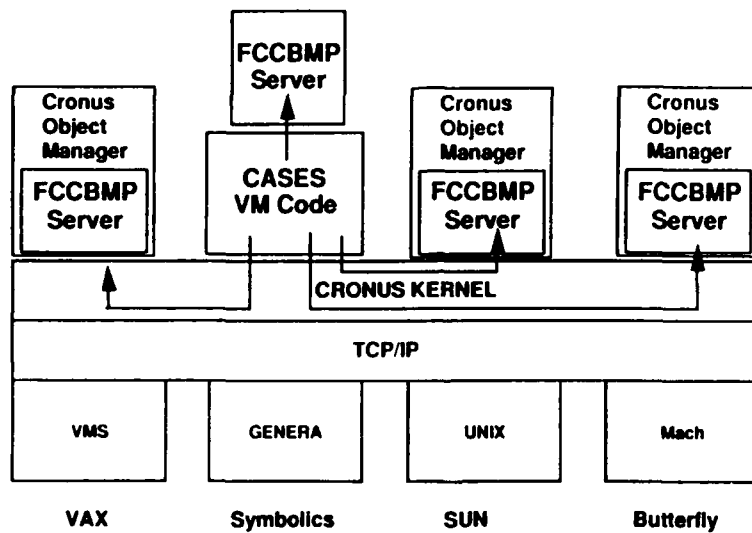 FCCBMP
Server
Cronus
Object
Manager
FCCBMP
Server
CASES
VM Code
Cronus
Object
Manager
FCCBMP
Server
Cronus
Object
Manager
FCCBMP
Server
CRONUS KERNEL
TCP/IP
VMS
GENERA
UNIX
Mach
VAX
Symbolics
SUN
Butterfly